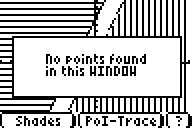 No points found
in this WINDOW
Shades PoI-Trace ?